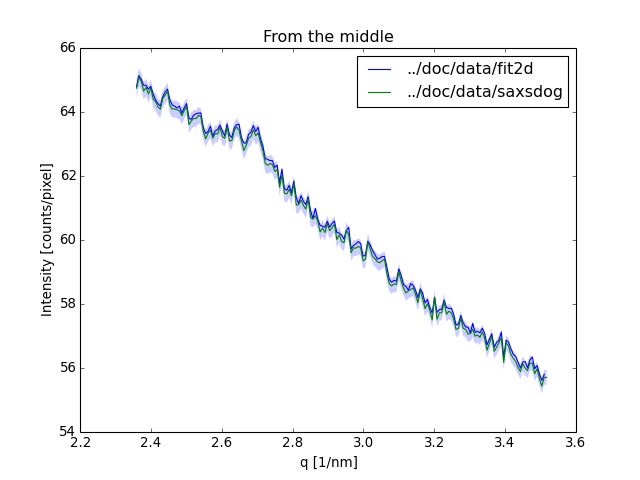 From the middle
../doc/data/fit2d
../doc/data/saxsdog
Intensity [counts/pixel]
66
64
62
60
58
56
54
2.2 2.4 2.6 2.8 3.0 3.2 3.4 3.6
q [1/nm]